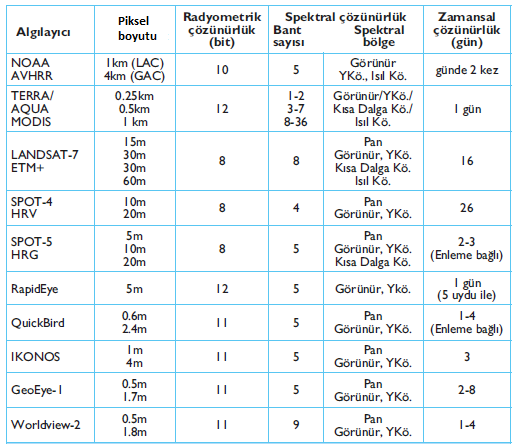 Algılayıcı Piksel boyutu Radyometrik çözünürlük (bit) Spektral çözünürlük Bant sayısı Spektral bölge Zamansal çözünürlük (gün)
NOAA 1km (LAC) 10 5 Görünür günde 2 kez
AVHRR 4km (GAC) YKö., Isıl Kö.
TERRA/ 0.25km 12 1-2 Görünür/YKö./ 1 gün
AQUA 0.5km 3-7 Kısa Dalga Kö./
MODIS 1 km 8-36 Isıl Kö.
LANDSAT-7 15m 8 8 Pan 16
ETM+ 30m Görünür, YKö.
30m Kısa Dalga Kö.
60m Isıl Kö.
SPOT-4 10m 8 4 Pan 26
HRV 20m Görünür, YKö.
SPOT-5 5m 8 5 Pan 2-3
HRG 10m Görünür, YKö. (Enleme bağlı)
20m Kısa Dalga Kö.
RapidEye 5m 12 5 Görünür, Ykö. 1 gün
(5 uydu ile)
QuickBird 0.6m 11 5 Pan 1-4
2.4m Görünür, YKö. (Enleme bağlı)
IKONOS 1m 11 5 Pan 3
4m Görünür, YKö.
GeoEye-1 0.5m 11 5 Pan 2-8
1.7m Görünür, YKö.
Worldview-2 0.5m 11 9 Pan 1-4
1.8m Görünür, YKö.